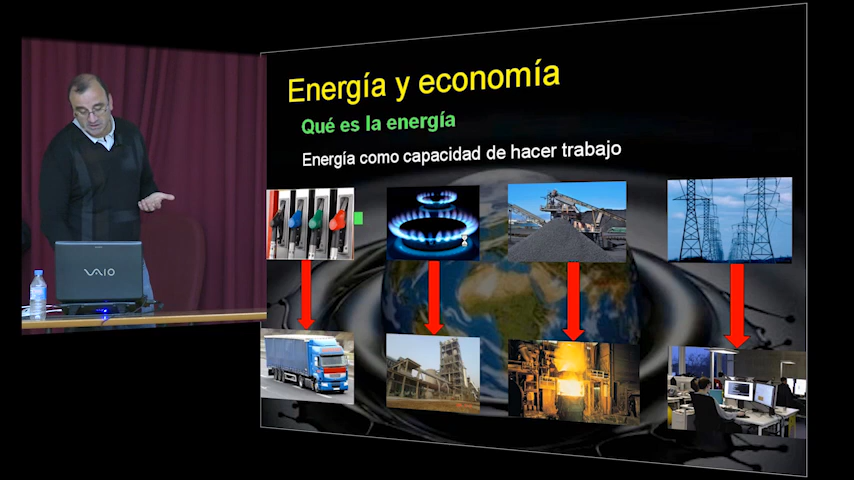 Energía y economía
Qué es la energía
Energía como capacidad de hacer trabajo
VAIO